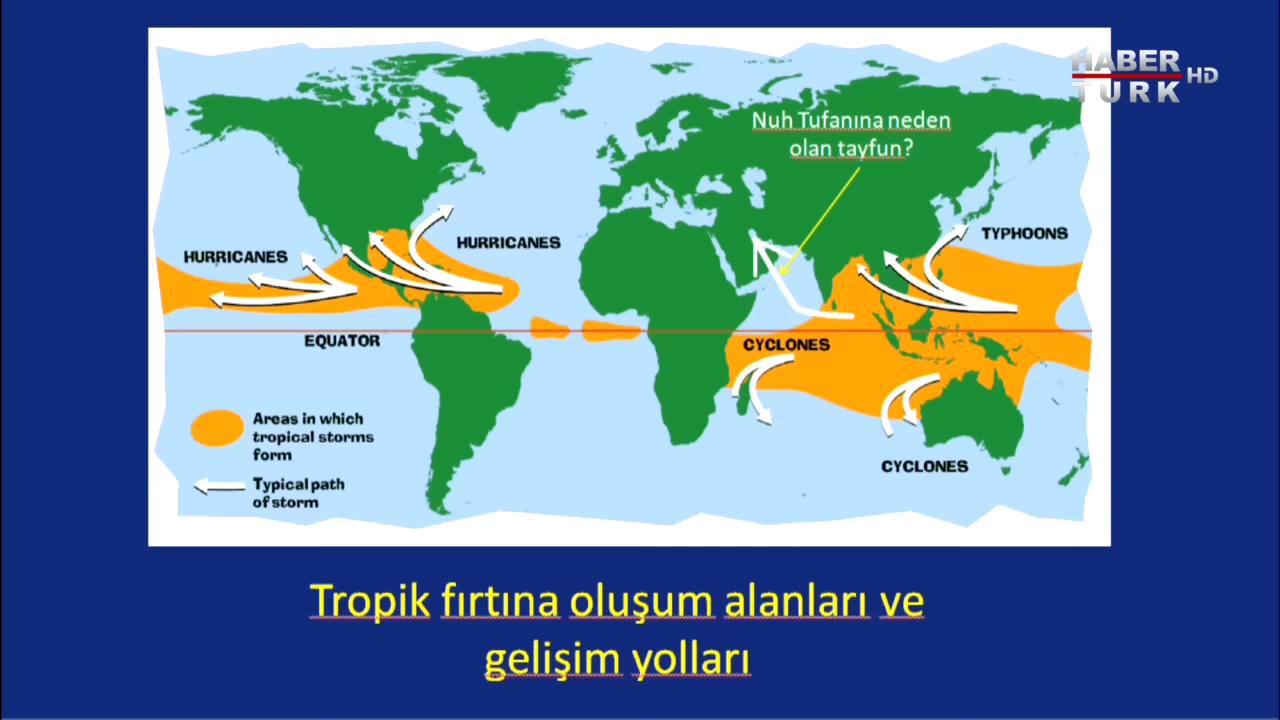 HABER
TURK HD
Nuh Tufanına neden
olan tayfun?
HURRICANES
HURRICANES
TYPHOONS
EQUATOR
CYCLONES
Areas in which
tropical storms
form
CYCLONES
Typical path
of storm
Tropik fırtına oluşum alanları ve
gelişim yolları